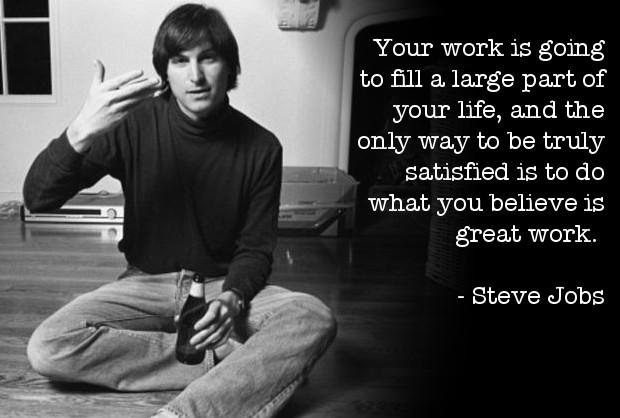 Your work is going
to fill a large part of
your life, and the
only way to be truly
satisfied is to do
what you believe is
great work.
- Steve Jobs